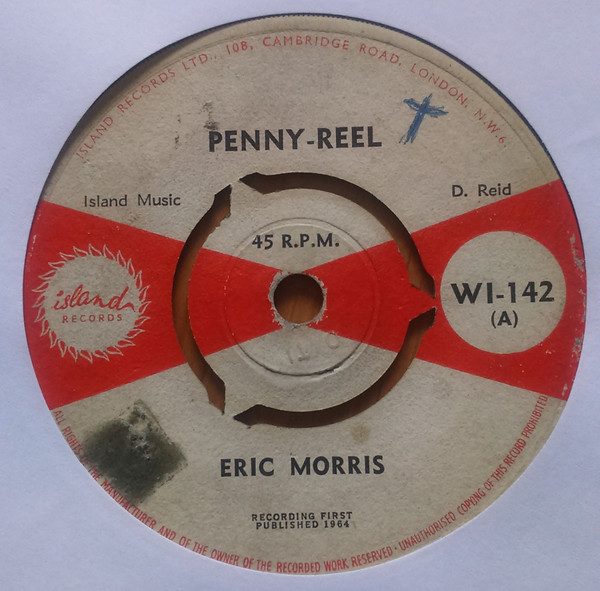 ISLAND RECORDS LTD., 108, CAMBRIDGE ROAD, LONDON, N.W.6.
PENNY-REEL
Island Music
D. Reid
45 R.P.M.
island
RECORDS
WI-142
(A)
ERIC MORRIS
RECORDING FIRST
PUBLISHED 1964
ALL RIGHTS THE MANUFACTURER AND OF THE OWNER OF THE RECORDED WORK RESERVED · UNAUTHORISED COPYING OF THIS RECORD PROHIBITED